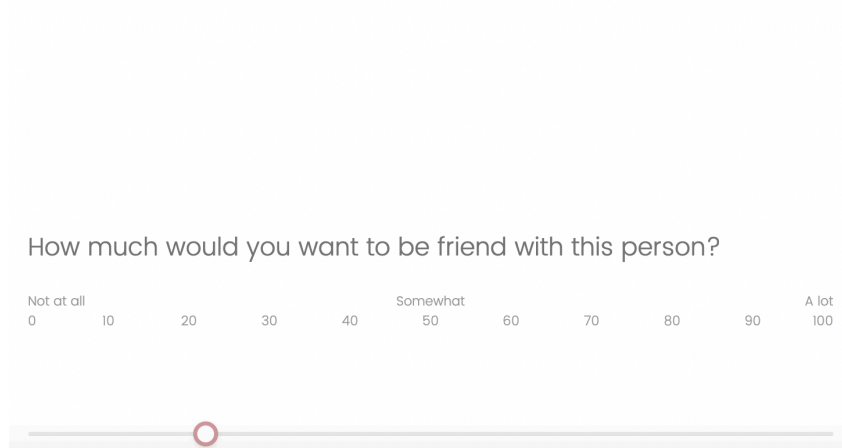 How much would you want to be friend with this person?
Not at all Somewhat A lot
0 10 20 30 40 50 60 70 80 90 100